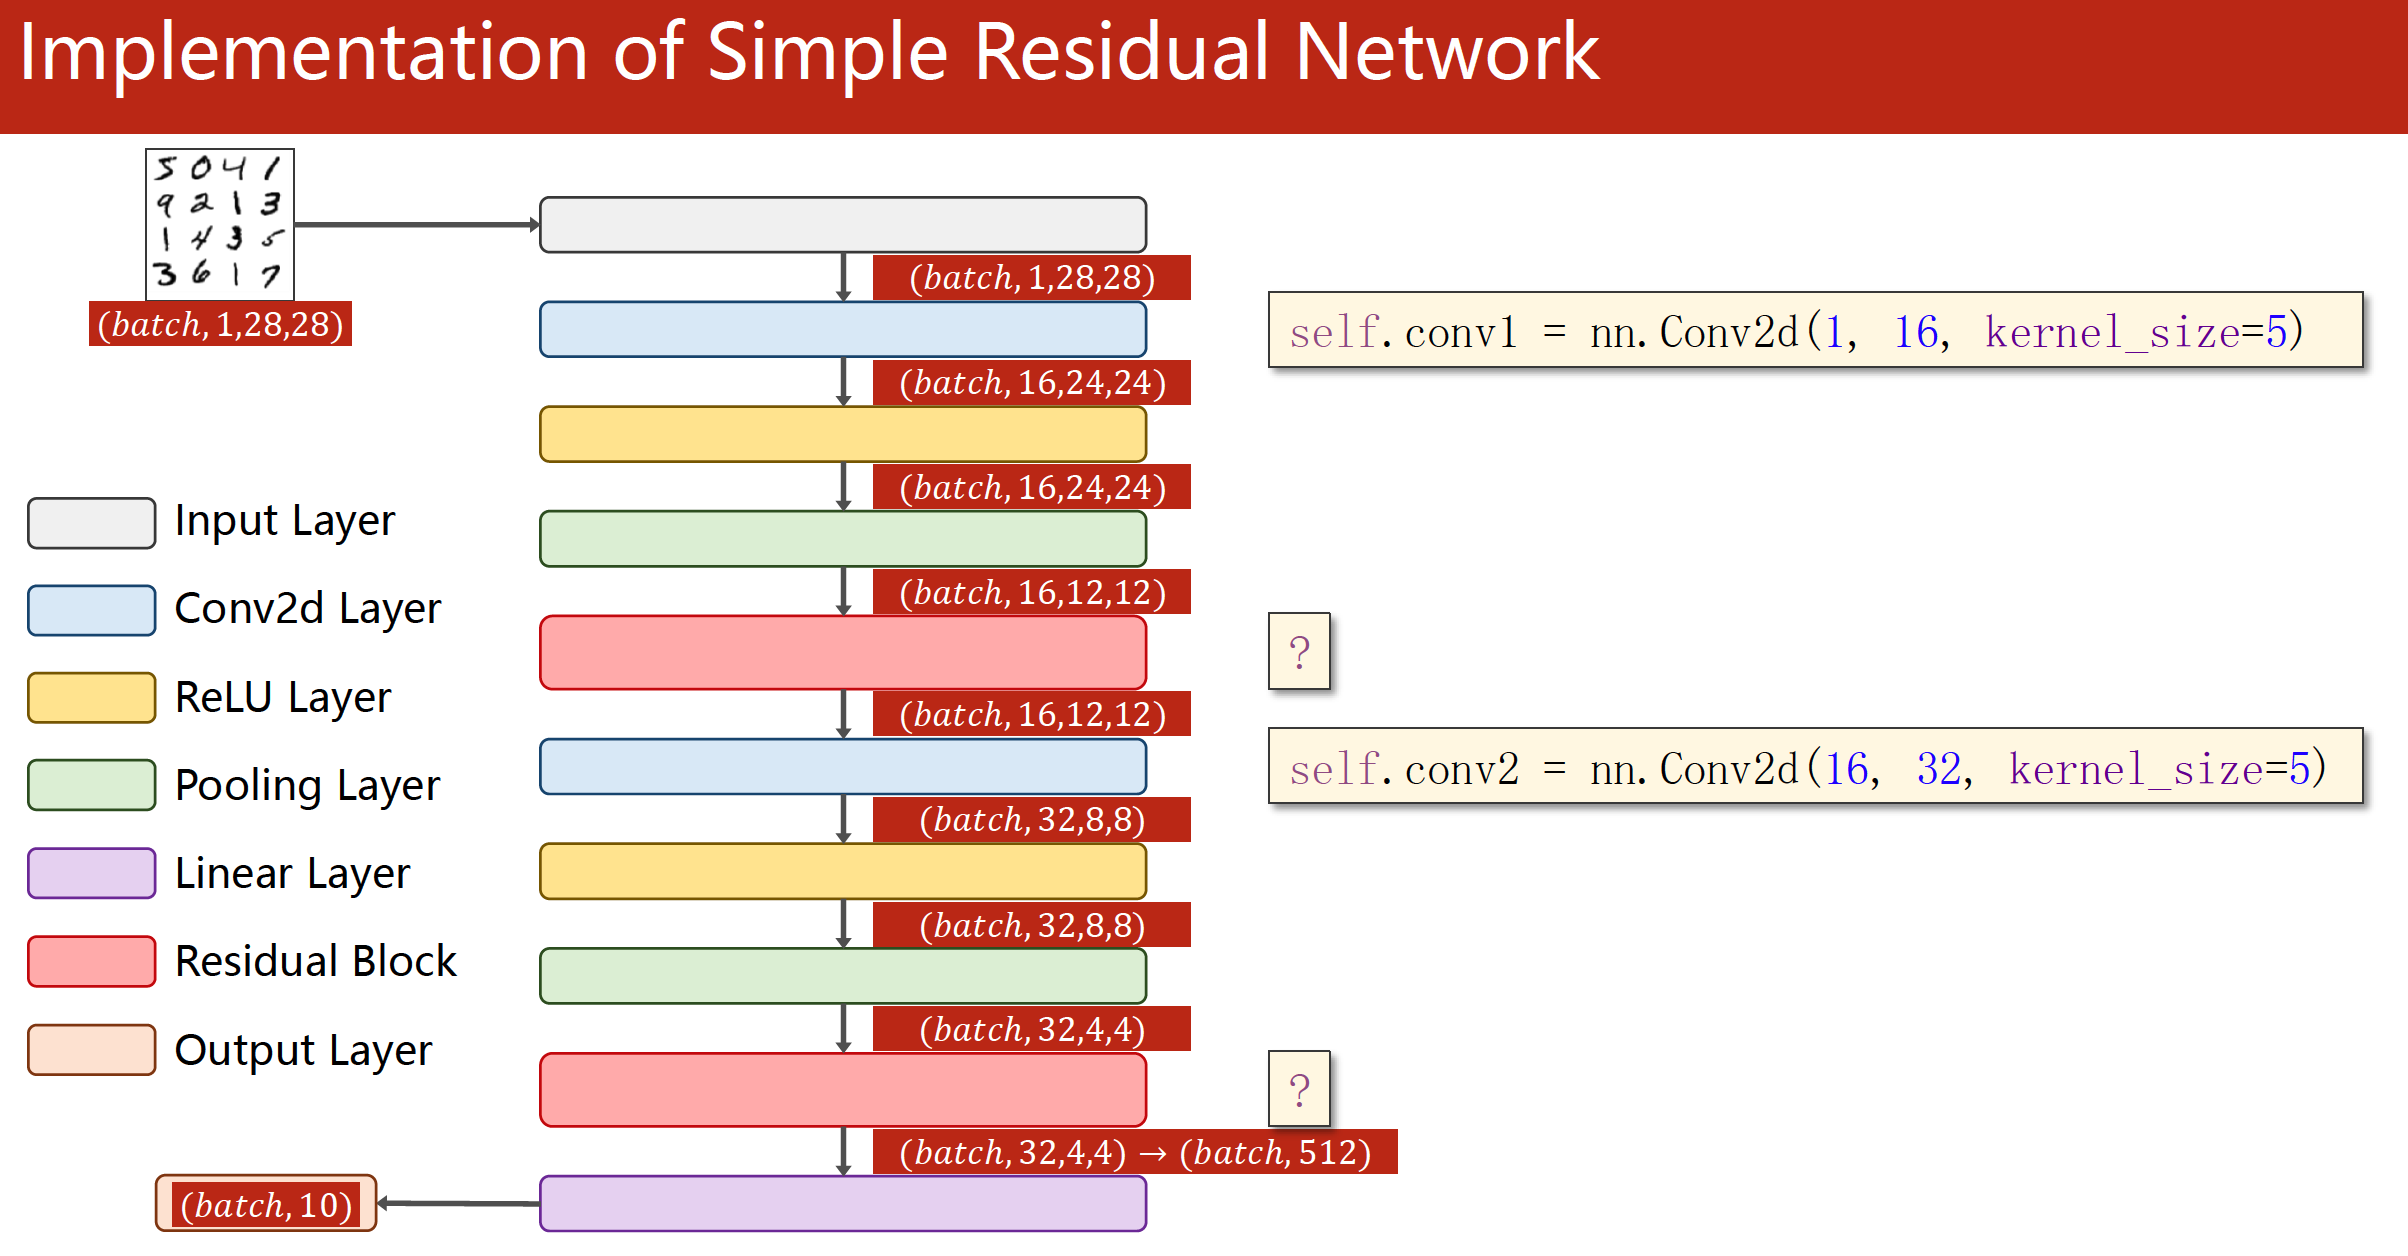 Implementation of Simple Residual Network
5 0 4 1
9 2 1 3
1 4 3 5
3 6 1 7
(batch, 1,28,28)
(batch, 1,28,28)
self.conv1 = nn.Conv2d(1, 16, kernel_size=5)
(batch, 16,24,24)
(batch, 16,24,24)
(batch, 16,12,12)
?
(batch, 16,12,12)
self.conv2 = nn.Conv2d(16, 32, kernel_size=5)
(batch, 32,8,8)
(batch, 32,8,8)
(batch, 32,4,4)
?
(batch, 32,4,4) → (batch, 512)
(batch, 10)
Input Layer
Conv2d Layer
ReLU Layer
Pooling Layer
Linear Layer
Residual Block
Output Layer